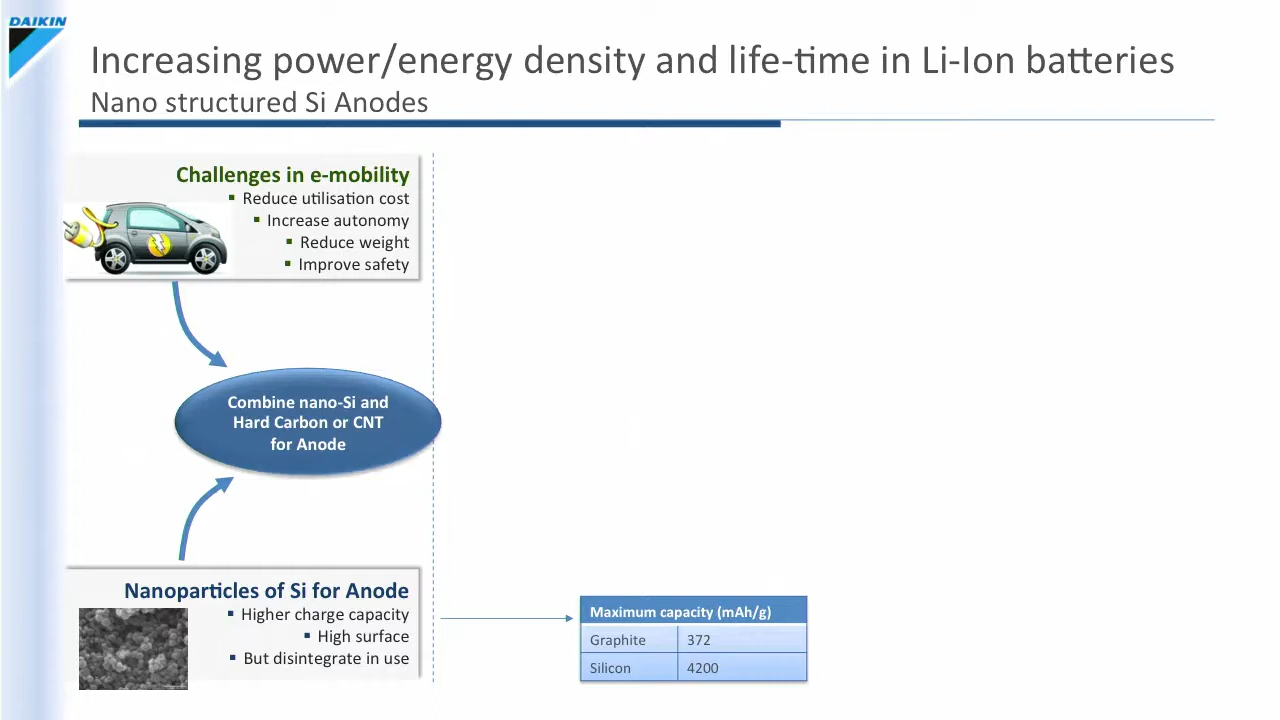 DAIKIN
Increasing power/energy density and life-time in Li-Ion batteries
Nano structured Si Anodes
Challenges in e-mobility
▪ Reduce utilisation cost
▪ Increase autonomy
▪ Reduce weight
▪ Improve safety
Combine nano-Si and
Hard Carbon or CNT
for Anode
Nanoparticles of Si for Anode
▪ Higher charge capacity
▪ High surface
▪ But disintegrate in use
Maximum capacity (mAh/g)
Graphite 372
Silicon 4200